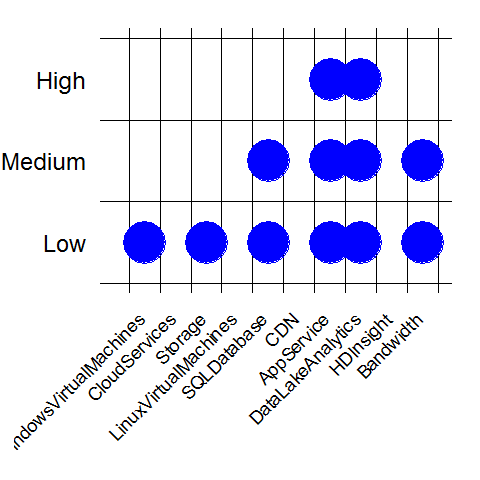 High
Medium
Low
ndowsVirtualMachines
CloudServices
Storage
LinuxVirtualMachines
SQLDatabase
CDN
AppService
DataLakeAnalytics
HDInsight
Bandwidth